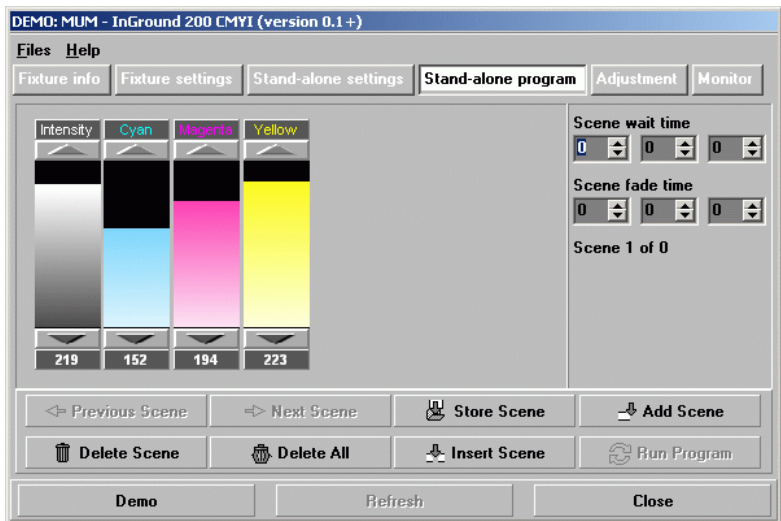 DEMO: MUM - InGround 200 CMYI (version 0.1+)
Files Help
Fixture info Fixture settings Stand-alone settings Stand-alone program Adjustment Monitor
Intensity Cyan Magenta Yellow
219 152 194 223
Scene wait time
0 0 0
Scene fade time
0 0 0
Scene 1 of 0
Previous Scene Next Scene Store Scene Add Scene
Delete Scene Delete All Insert Scene Run Program
Demo Refresh Close